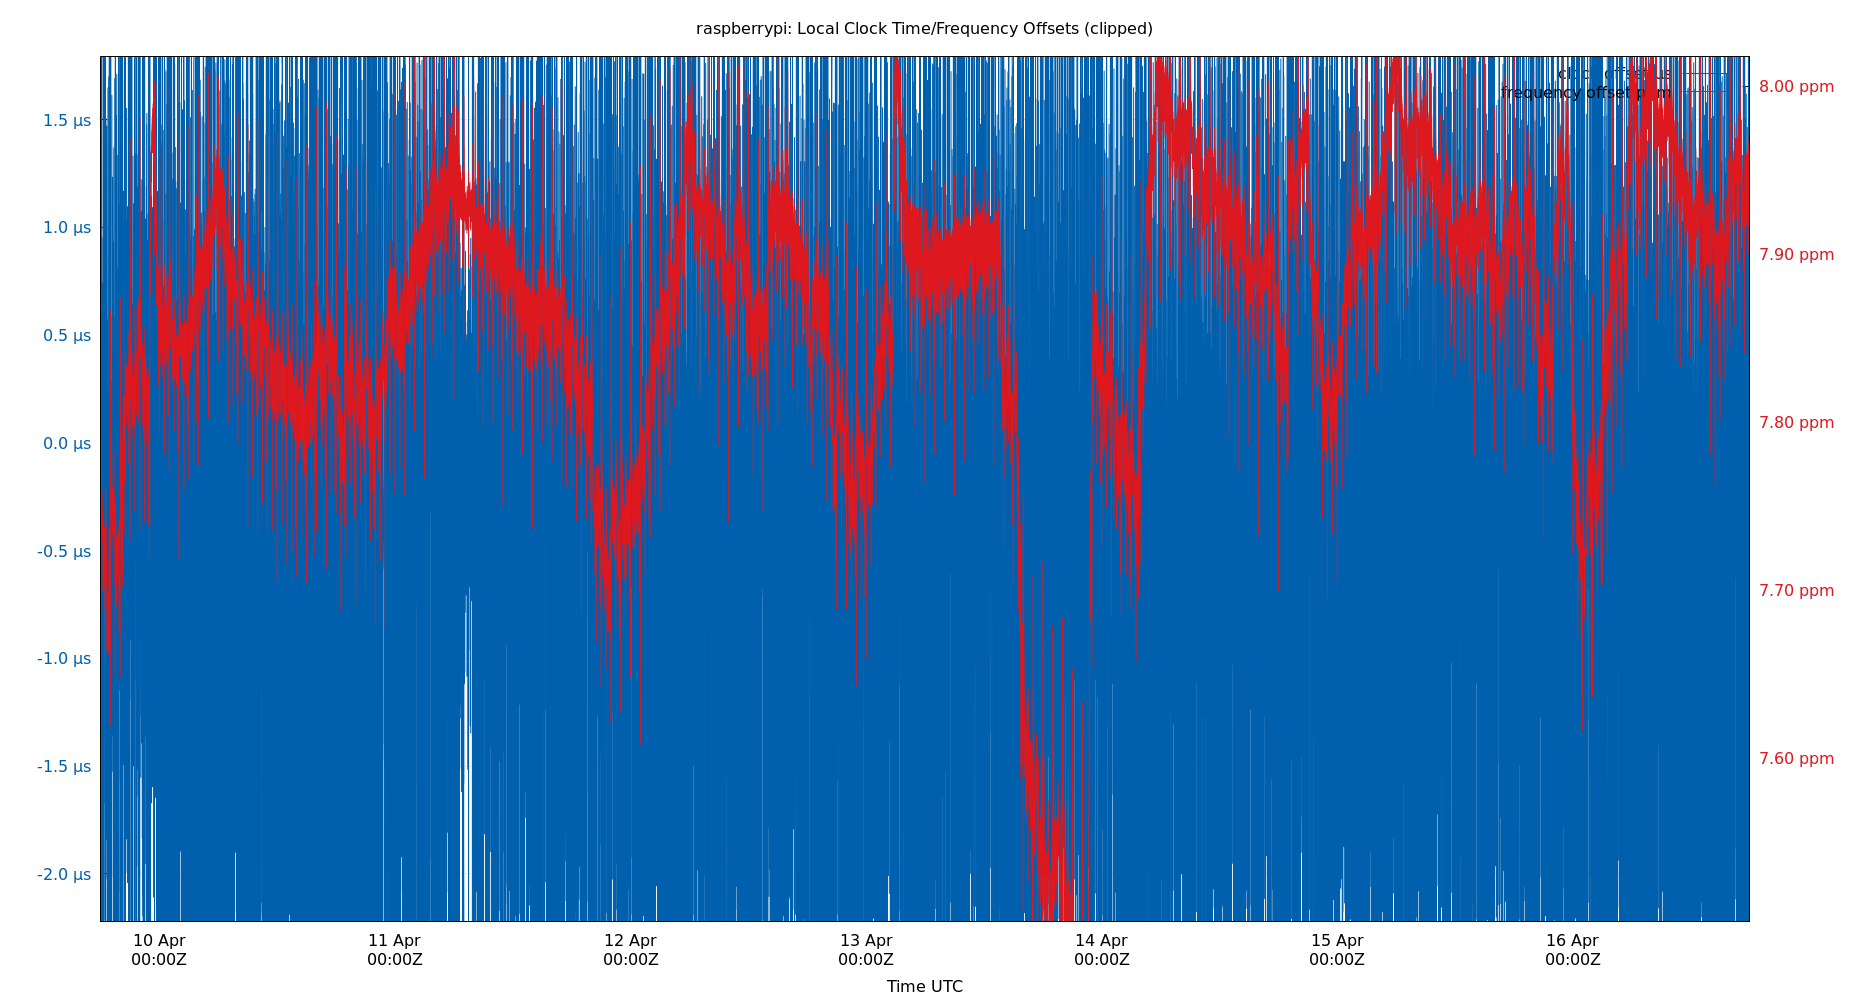 raspberrypi: Local Clock Time/Frequency Offsets (clipped)
clock offset µs
frequency offset ppm
1.5 µs
1.0 µs
0.5 µs
0.0 µs
-0.5 µs
-1.0 µs
-1.5 µs
-2.0 µs
8.00 ppm
7.90 ppm
7.80 ppm
7.70 ppm
7.60 ppm
10 Apr 11 Apr 12 Apr 13 Apr 14 Apr 15 Apr 16 Apr
00:00Z 00:00Z 00:00Z 00:00Z 00:00Z 00:00Z 00:00Z
Time UTC